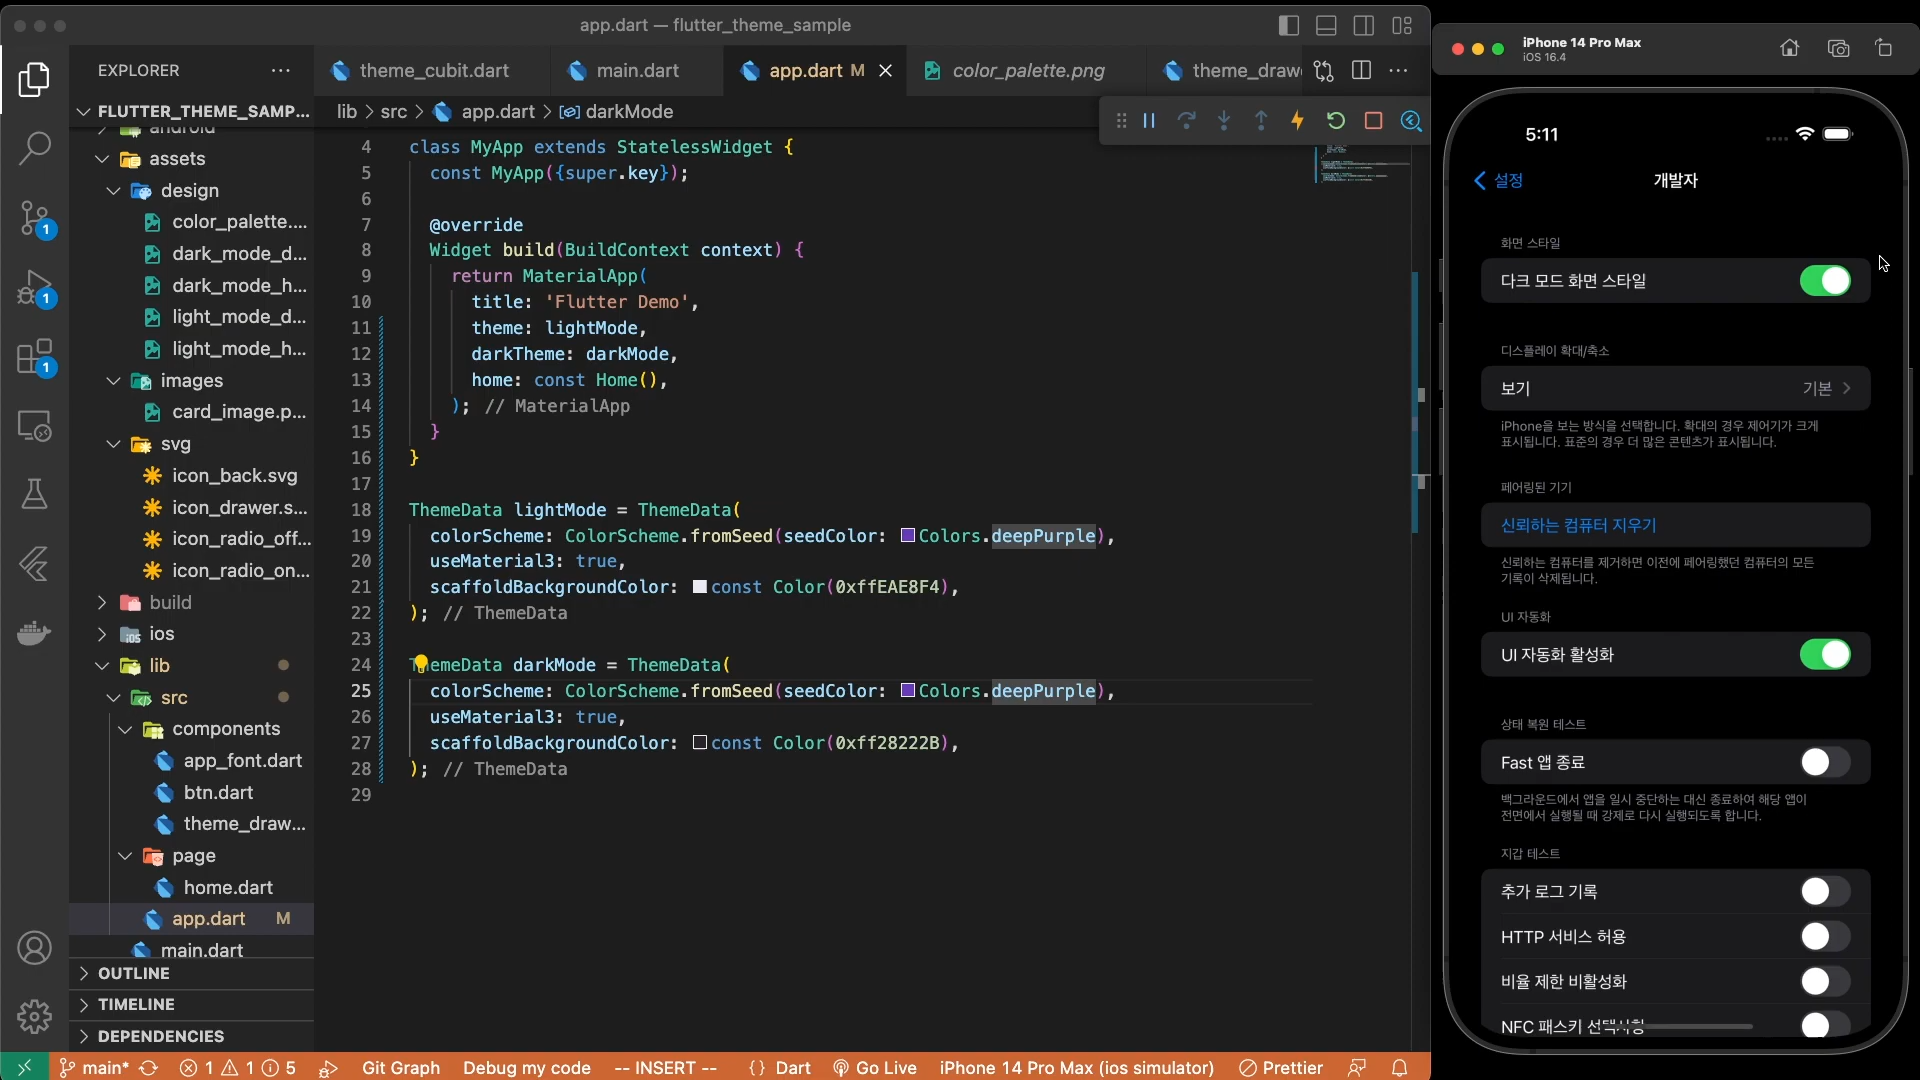 app.dart — flutter_theme_sample
EXPLORER
FLUTTER_THEME_SAMP...
android
assets
design
color_palette....
dark_mode_d...
dark_mode_h...
light_mode_d...
light_mode_h...
images
card_image.p...
svg
icon_back.svg
icon_drawer.s...
icon_radio_off...
icon_radio_on...
build
ios
lib
src
components
app_font.dart
btn.dart
theme_draw...
page
home.dart
app.dart M
main.dart
OUTLINE
TIMELINE
DEPENDENCIES
1
1
1
theme_cubit.dart
main.dart
app.dart M
color_palette.png
theme_draw
lib > src > app.dart > darkMode
4 class MyApp extends StatelessWidget {
5 const MyApp({super.key});
6
7 @override
8 Widget build(BuildContext context) {
9 return MaterialApp(
10 title: 'Flutter Demo',
11 theme: lightMode,
12 darkTheme: darkMode,
13 home: const Home(),
14 ); // MaterialApp
15 }
16 }
17
18 ThemeData lightMode = ThemeData(
19 colorScheme: ColorScheme.fromSeed(seedColor: Colors.deepPurple),
20 useMaterial3: true,
21 scaffoldBackgroundColor: const Color(0xffEAE8F4),
22 ); // ThemeData
23
24 ThemeData darkMode = ThemeData(
25 colorScheme: ColorScheme.fromSeed(seedColor: Colors.deepPurple),
26 useMaterial3: true,
27 scaffoldBackgroundColor: const Color(0xff28222B),
28 ); // ThemeData
29
main* 1 1 5 Git Graph Debug my code -- INSERT -- {} Dart Go Live iPhone 14 Pro Max (ios simulator) Prettier
iPhone 14 Pro Max
iOS 16.4
5:11
설정
개발자
화면 스타일
다크 모드 화면 스타일
디스플레이 확대/축소
보기 기본
iPhone을 보는 방식을 선택합니다. 확대의 경우 제어기가 크게
표시됩니다. 표준의 경우 더 많은 콘텐츠가 표시됩니다.
페어링된 기기
신뢰하는 컴퓨터 지우기
신뢰하는 컴퓨터를 제거하면 이전에 페어링했던 컴퓨터의 모든
기록이 삭제됩니다.
UI 자동화
UI 자동화 활성화
상태 복원 테스트
Fast 앱 종료
백그라운드에서 앱을 일시 중단하는 대신 종료하여 해당 앱이
전면에서 실행될 때 강제로 다시 실행되도록 합니다.
지갑 테스트
추가 로그 기록
HTTP 서비스 허용
비율 제한 비활성화
NFC 패스키 선택사항